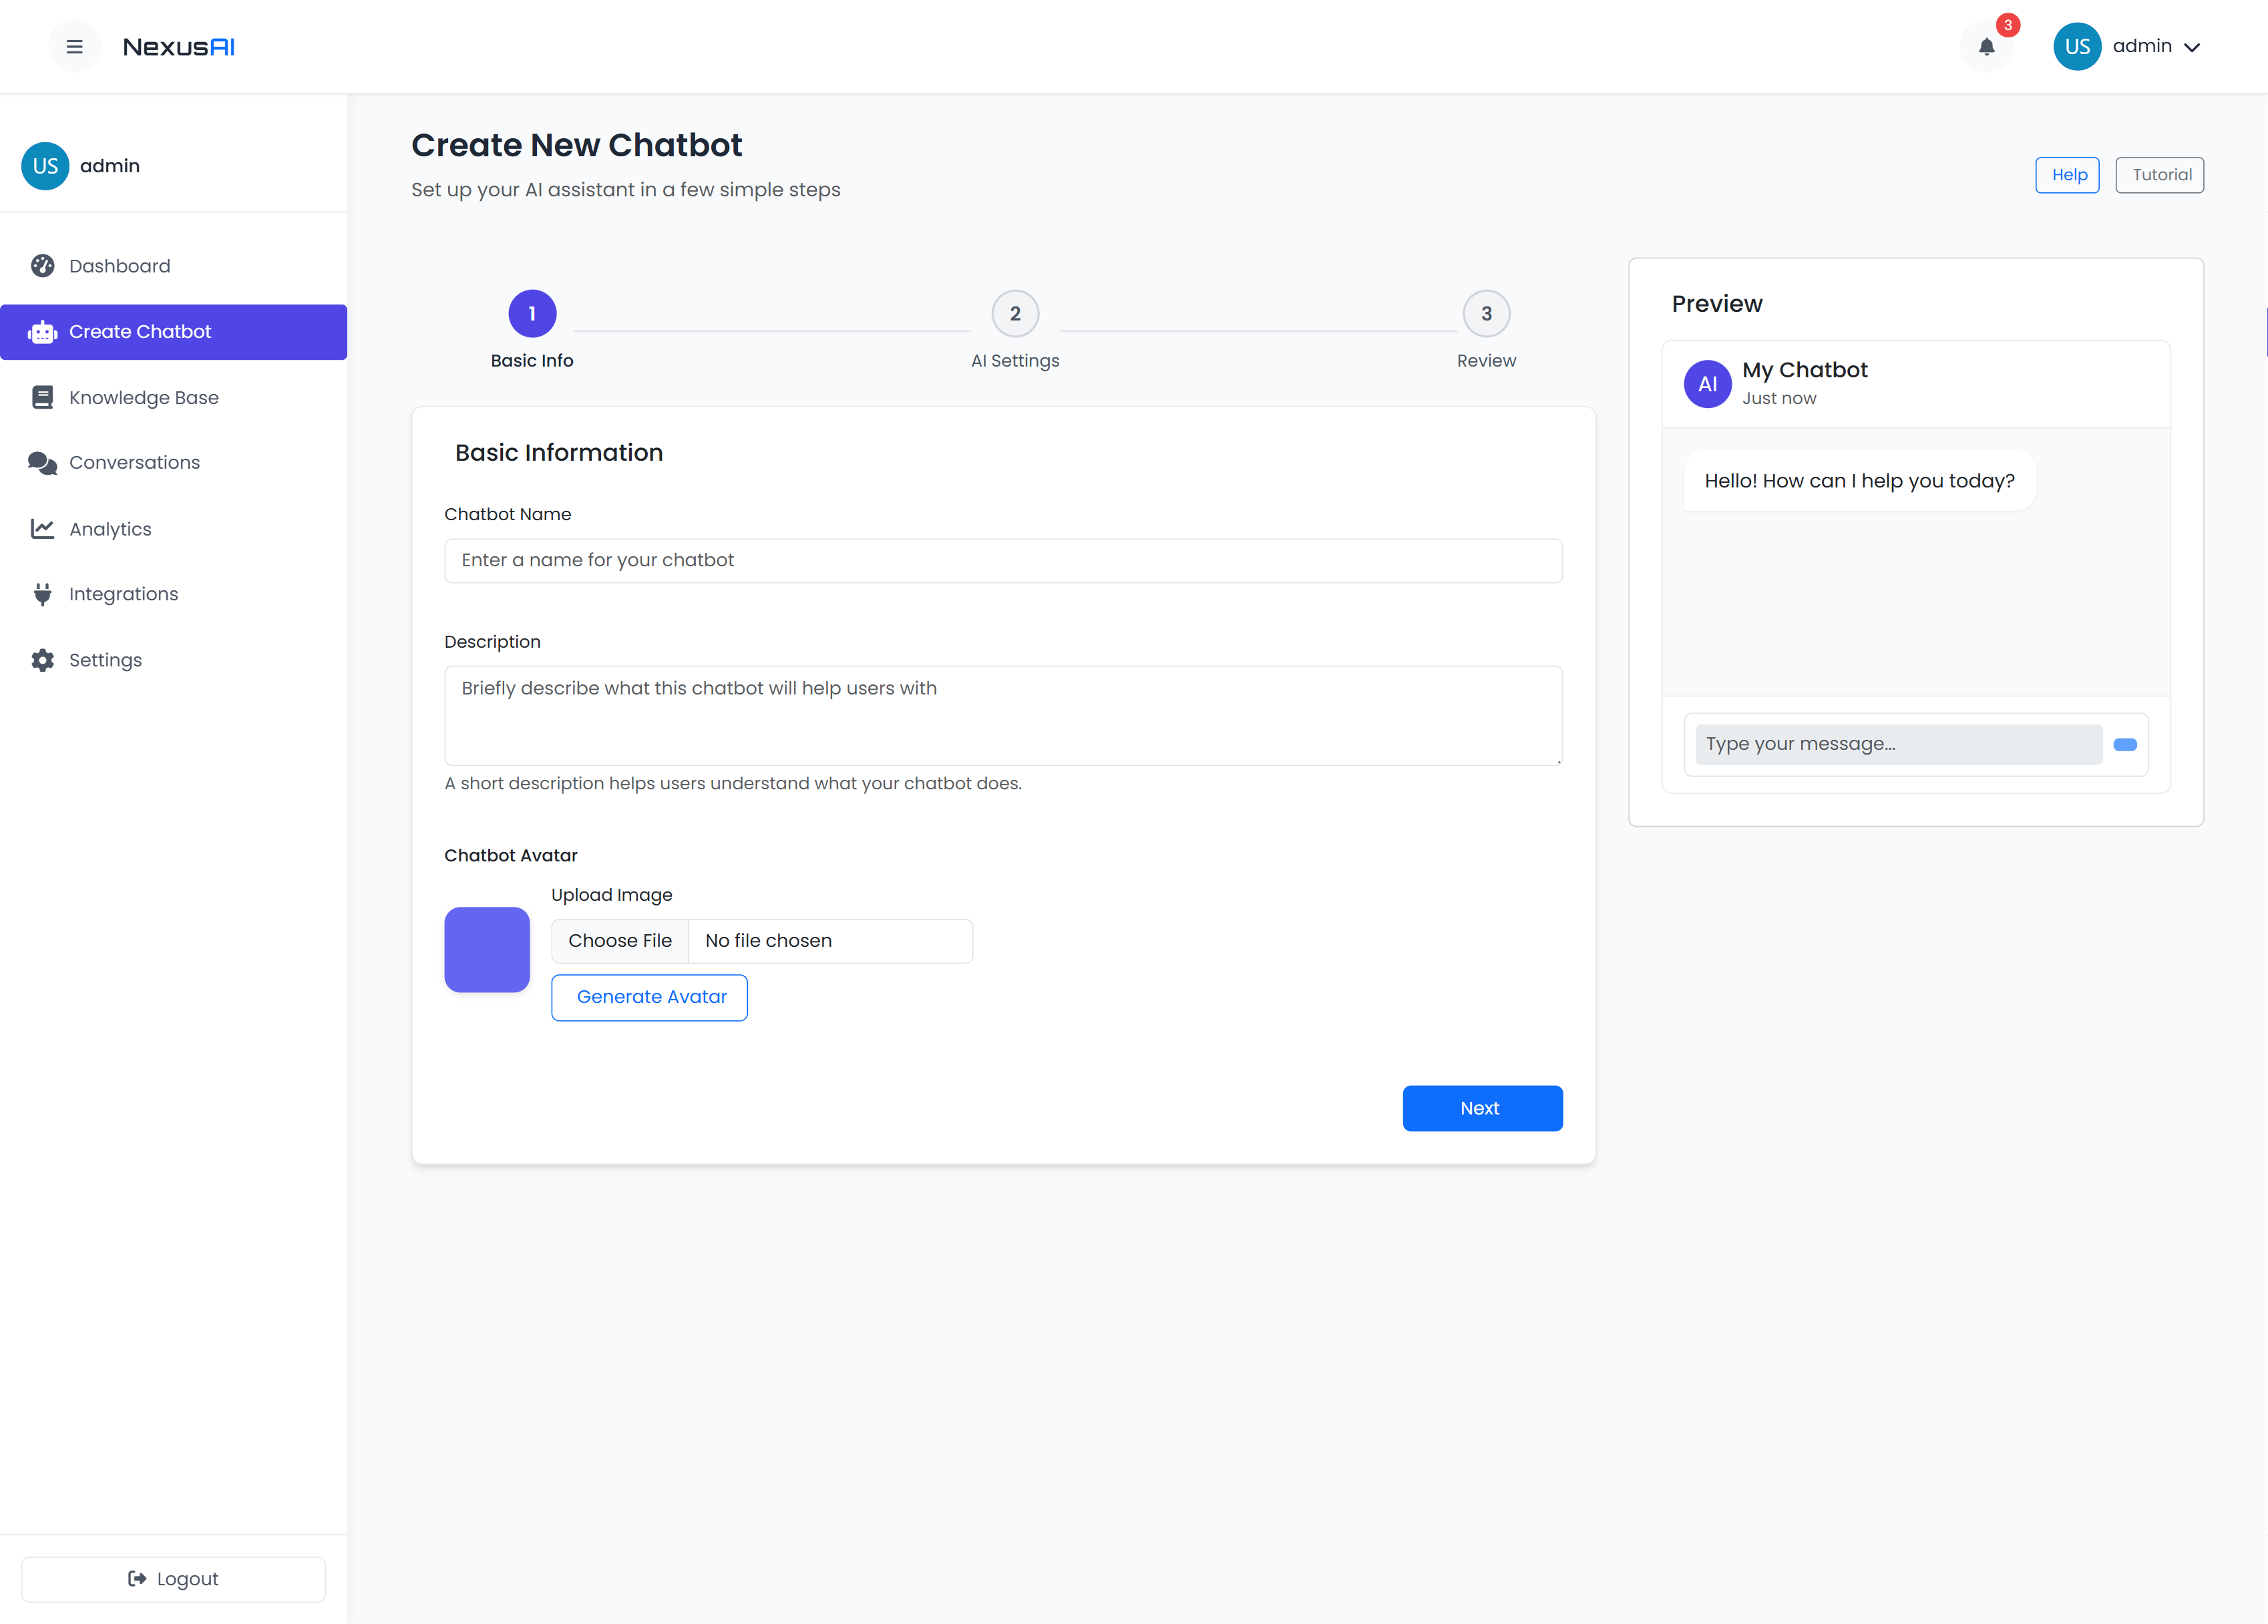 NexusAI
3
US
admin
US
admin
Dashboard
Create Chatbot
Knowledge Base
Conversations
Analytics
Integrations
Settings
Logout
Create New Chatbot
Set up your AI assistant in a few simple steps
Help
Tutorial
1
2
3
Basic Info
AI Settings
Review
Basic Information
Chatbot Name
Enter a name for your chatbot
Description
Briefly describe what this chatbot will help users with
A short description helps users understand what your chatbot does.
Chatbot Avatar
Upload Image
Choose File
No file chosen
Generate Avatar
Next
Preview
AI
My Chatbot
Just now
Hello! How can I help you today?
Type your message...